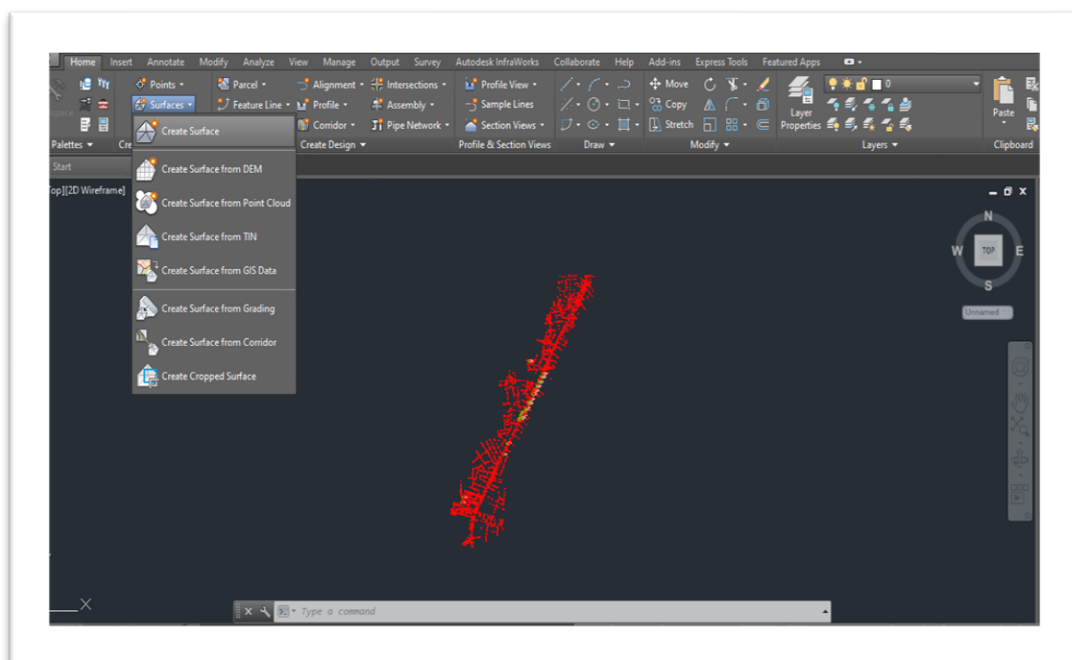 Home Insert Annotate Modify Analyze View Manage Output Survey Autodesk InfraWorks Collaborate Help Add-ins Express Tools Featured Apps
Points Parcel Alignment Intersections Profile View Move 0
Surfaces Feature Line Profile Assembly Sample Lines Copy Layer Paste
Corridor Pipe Network Section Views Stretch Properties
Palettes Cre Create Design Profile & Section Views Draw Modify Layers Clipboard
Start
Create Surface
Create Surface from DEM
Create Surface from Point Cloud
Create Surface from TIN
Create Surface from GIS Data
Create Surface from Grading
Create Surface from Corridor
Create Cropped Surface
op][2D Wireframe]
N
W TOP E
S
Unnamed
X
Type a command